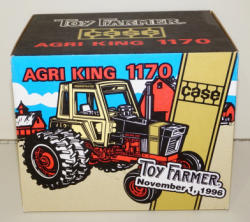 TOY FARMER
CASE
AGRI KING 1170
case
TOY FARMER
November 1, 1996